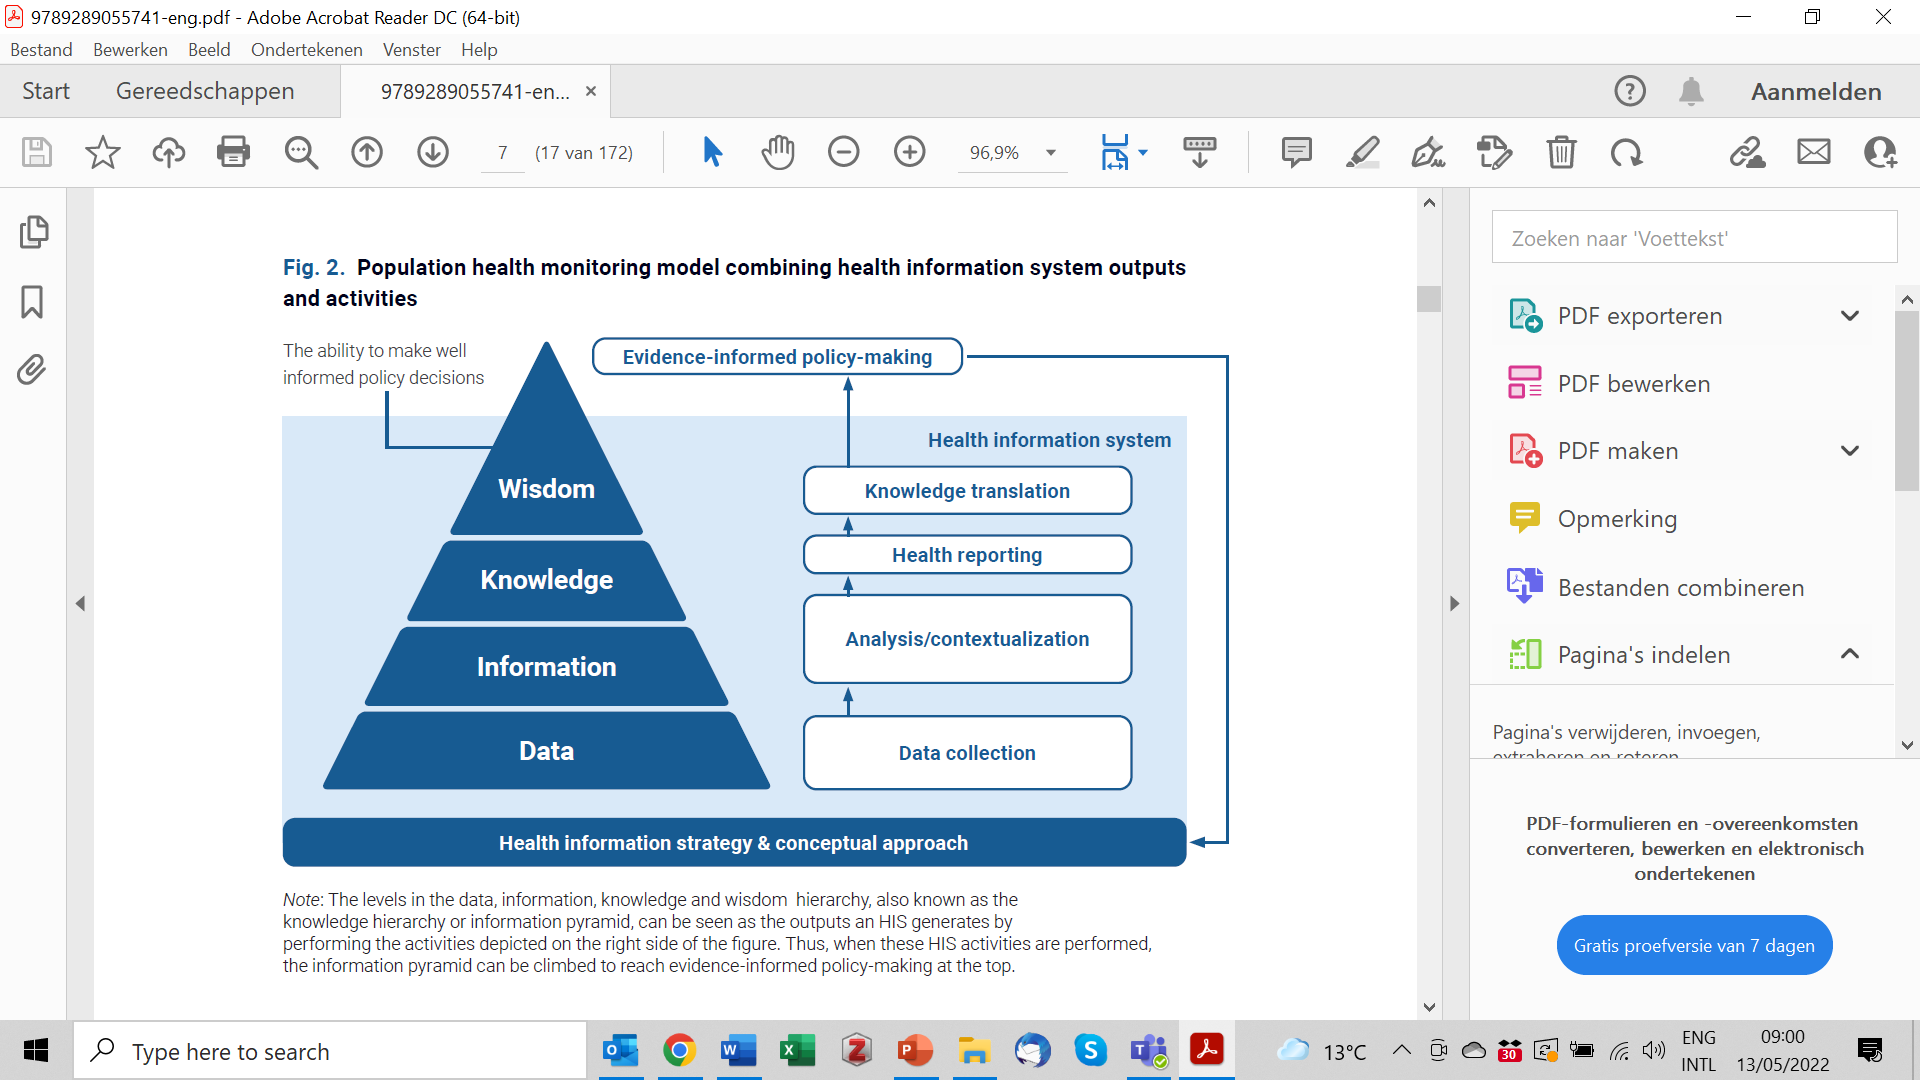 9789289055741-eng.pdf - Adobe Acrobat Reader DC (64-bit)
Bestand Bewerken Beeld Ondertekenen Venster Help
Start Gereedschappen 9789289055741-en... × Aanmelden
7 (17 van 172) 96,9%
Fig. 2. Population health monitoring model combining health information system outputs
and activities
The ability to make well
informed policy decisions
Evidence-informed policy-making
Health information system
Wisdom
Knowledge translation
Health reporting
Knowledge
Analysis/contextualization
Information
Data
Data collection
Health information strategy & conceptual approach
Note: The levels in the data, information, knowledge and wisdom hierarchy, also known as the
knowledge hierarchy or information pyramid, can be seen as the outputs an HIS generates by
performing the activities depicted on the right side of the figure. Thus, when these HIS activities are performed,
the information pyramid can be climbed to reach evidence-informed policy-making at the top.
Zoeken naar 'Voettekst'
PDF exporteren
PDF bewerken
PDF maken
Opmerking
Bestanden combineren
Pagina's indelen
Pagina's verwijderen, invoegen,
extraheren en roteren
PDF-formulieren en -overeenkomsten
converteren, bewerken en elektronisch
ondertekenen
Gratis proefversie van 7 dagen
Type here to search
13°C
30
ENG
INTL
09:00
13/05/2022